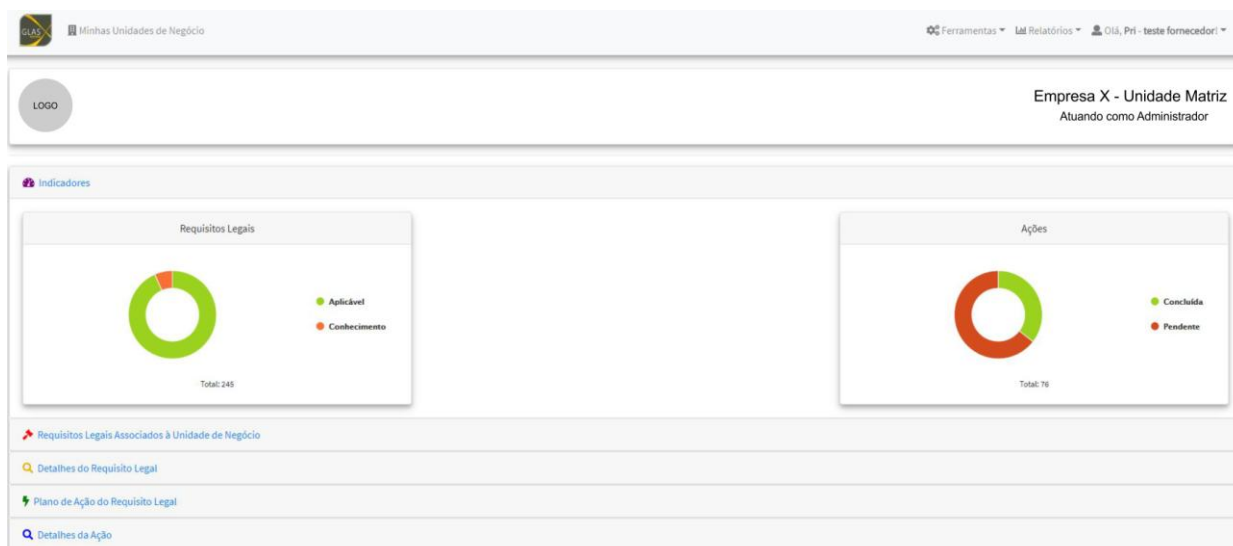 GLAS
Minhas Unidades de Negócio
Ferramentas
Relatórios
Olá, Pri - teste fornecedor!
LOGO
Empresa X - Unidade Matriz
Atuando como Administrador
Indicadores
Requisitos Legais
Aplicável
Conhecimento
Total: 245
Ações
Concluída
Pendente
Total: 76
Requisitos Legais Associados à Unidade de Negócio
Detalhes do Requisito Legal
Plano de Ação do Requisito Legal
Detalhes da Ação